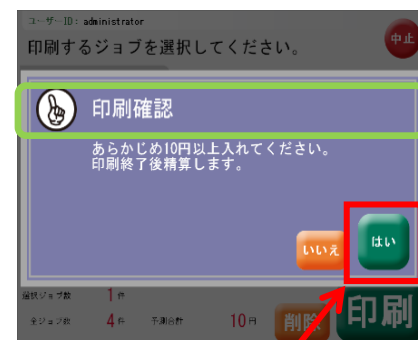 ユーザーID: administrator
印刷するジョブを選択してください。
中止
印刷確認
あらかじめ10円以上入れてください。
印刷終了後精算します。
いいえ
はい
選択ジョブ数 1件
全ジョブ数 4件 予測合計 10円
削除
印刷